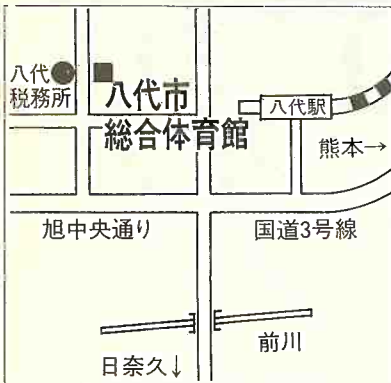 八代
税務所
八代市
総合体育館
八代駅
熊本→
旭中央通り
国道3号線
前川
日奈久↓